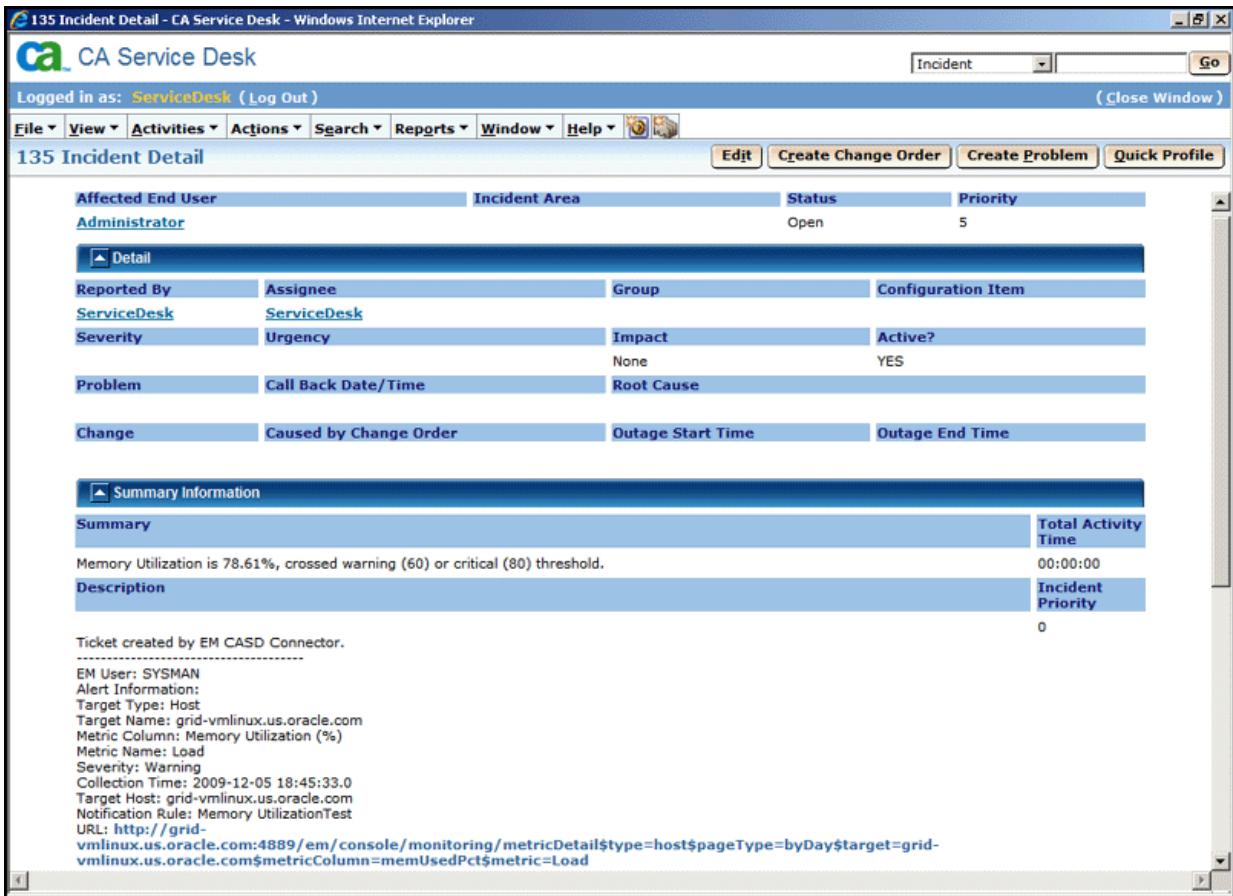 135 Incident Detail - CA Service Desk - Windows Internet Explorer
ca CA Service Desk
Incident Go
Logged in as: ServiceDesk ( Log Out ) ( Close Window )
File View Activities Actions Search Reports Window Help
135 Incident Detail Edit Create Change Order Create Problem Quick Profile
Affected End User Incident Area Status Priority
Administrator Open 5
Detail
Reported By Assignee Group Configuration Item
ServiceDesk ServiceDesk
Severity Urgency Impact Active?
None YES
Problem Call Back Date/Time Root Cause
Change Caused by Change Order Outage Start Time Outage End Time
Summary Information
Summary Total Activity Time
Memory Utilization is 78.61%, crossed warning (60) or critical (80) threshold. 00:00:00
Description Incident Priority
0
Ticket created by EM CASD Connector.
--------------------------------------
EM User: SYSMAN
Alert Information:
Target Type: Host
Target Name: grid-vmlinux.us.oracle.com
Metric Column: Memory Utilization (%)
Metric Name: Load
Severity: Warning
Collection Time: 2009-12-05 18:45:33.0
Target Host: grid-vmlinux.us.oracle.com
Notification Rule: Memory UtilizationTest
URL: http://grid-
vmlinux.us.oracle.com:4889/em/console/monitoring/metricDetail$type=host$pageType=byDay$target=grid-
vmlinux.us.oracle.com$metricColumn=memUsedPct$metric=Load